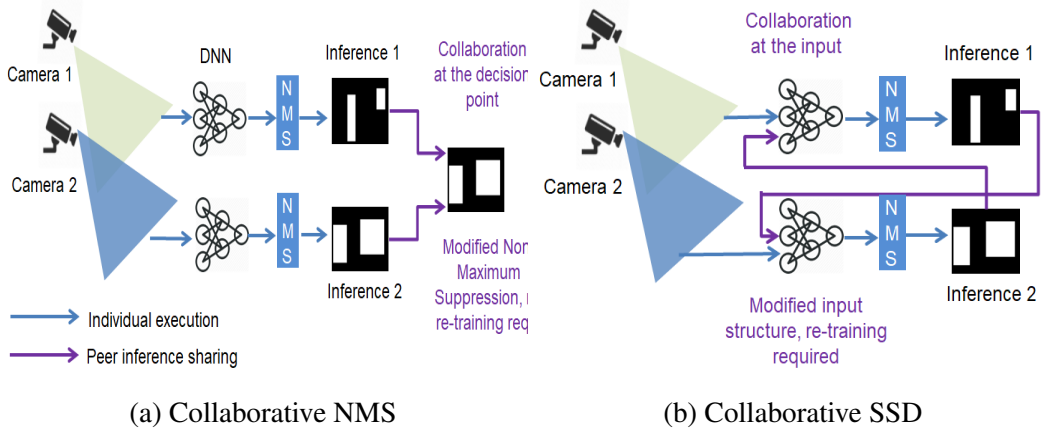 Camera 1
DNN
Inference 1
Collaboration
at the decision
point
N
M
S
Camera 2
N
M
S
Inference 2
Modified Non
Maximum
Suppression,
re-training req
Individual execution
Peer inference sharing
(a) Collaborative NMS
Camera 1
Collaboration
at the input
Inference 1
N
M
S
Camera 2
N
M
S
Modified input
structure, re-training
required
Inference 2
(b) Collaborative SSD